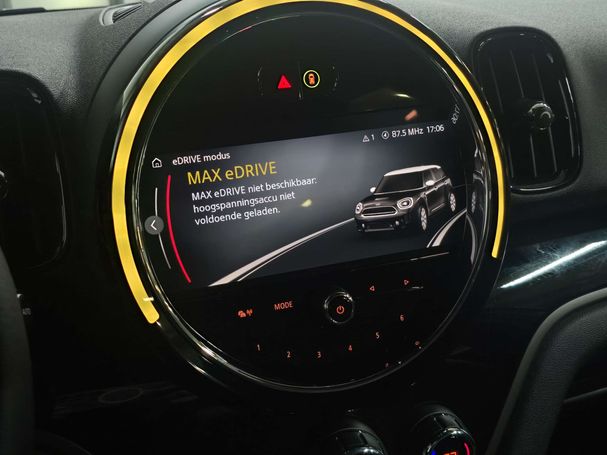 1 87.5 MHz 17:06
eDRIVE modus
MAX eDRIVE
MAX eDRIVE niet beschikbaar:
hoogspanningsaccu niet
voldoende geladen.
MODE
1 2 3 4 5 6